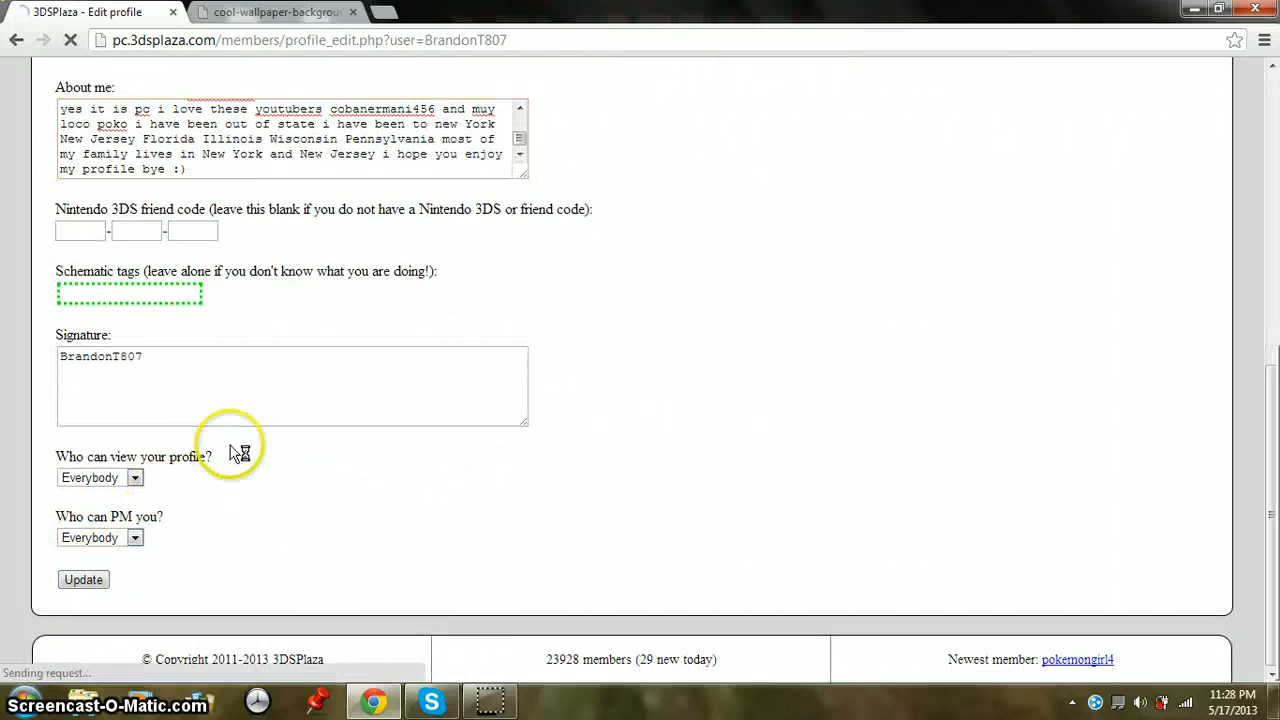 3DSPlaza - Edit profile
cool-wallpaper-backgroun
pc.3dsplaza.com/members/profile_edit.php?user=BrandonT807
About me:
yes it is pc i love these youtubers cobanermani456 and muy
loco poko i have been out of state i have been to new York
New Jersey Florida Illinois Wisconsin Pennsylvania most of
my family lives in New York and New Jersey i hope you enjoy
my profile bye :)
Nintendo 3DS friend code (leave this blank if you do not have a Nintendo 3DS or friend code):
- -
Schematic tags (leave alone if you don't know what you are doing!):
Signature:
BrandonT807
Who can view your profile?
Everybody
Who can PM you?
Everybody
Update
© Copyright 2011-2013 3DSPlaza
23928 members (29 new today)
Newest member: pokemongirl4
Sending request...
Screencast-O-Matic.com
11:28 PM
5/17/2013